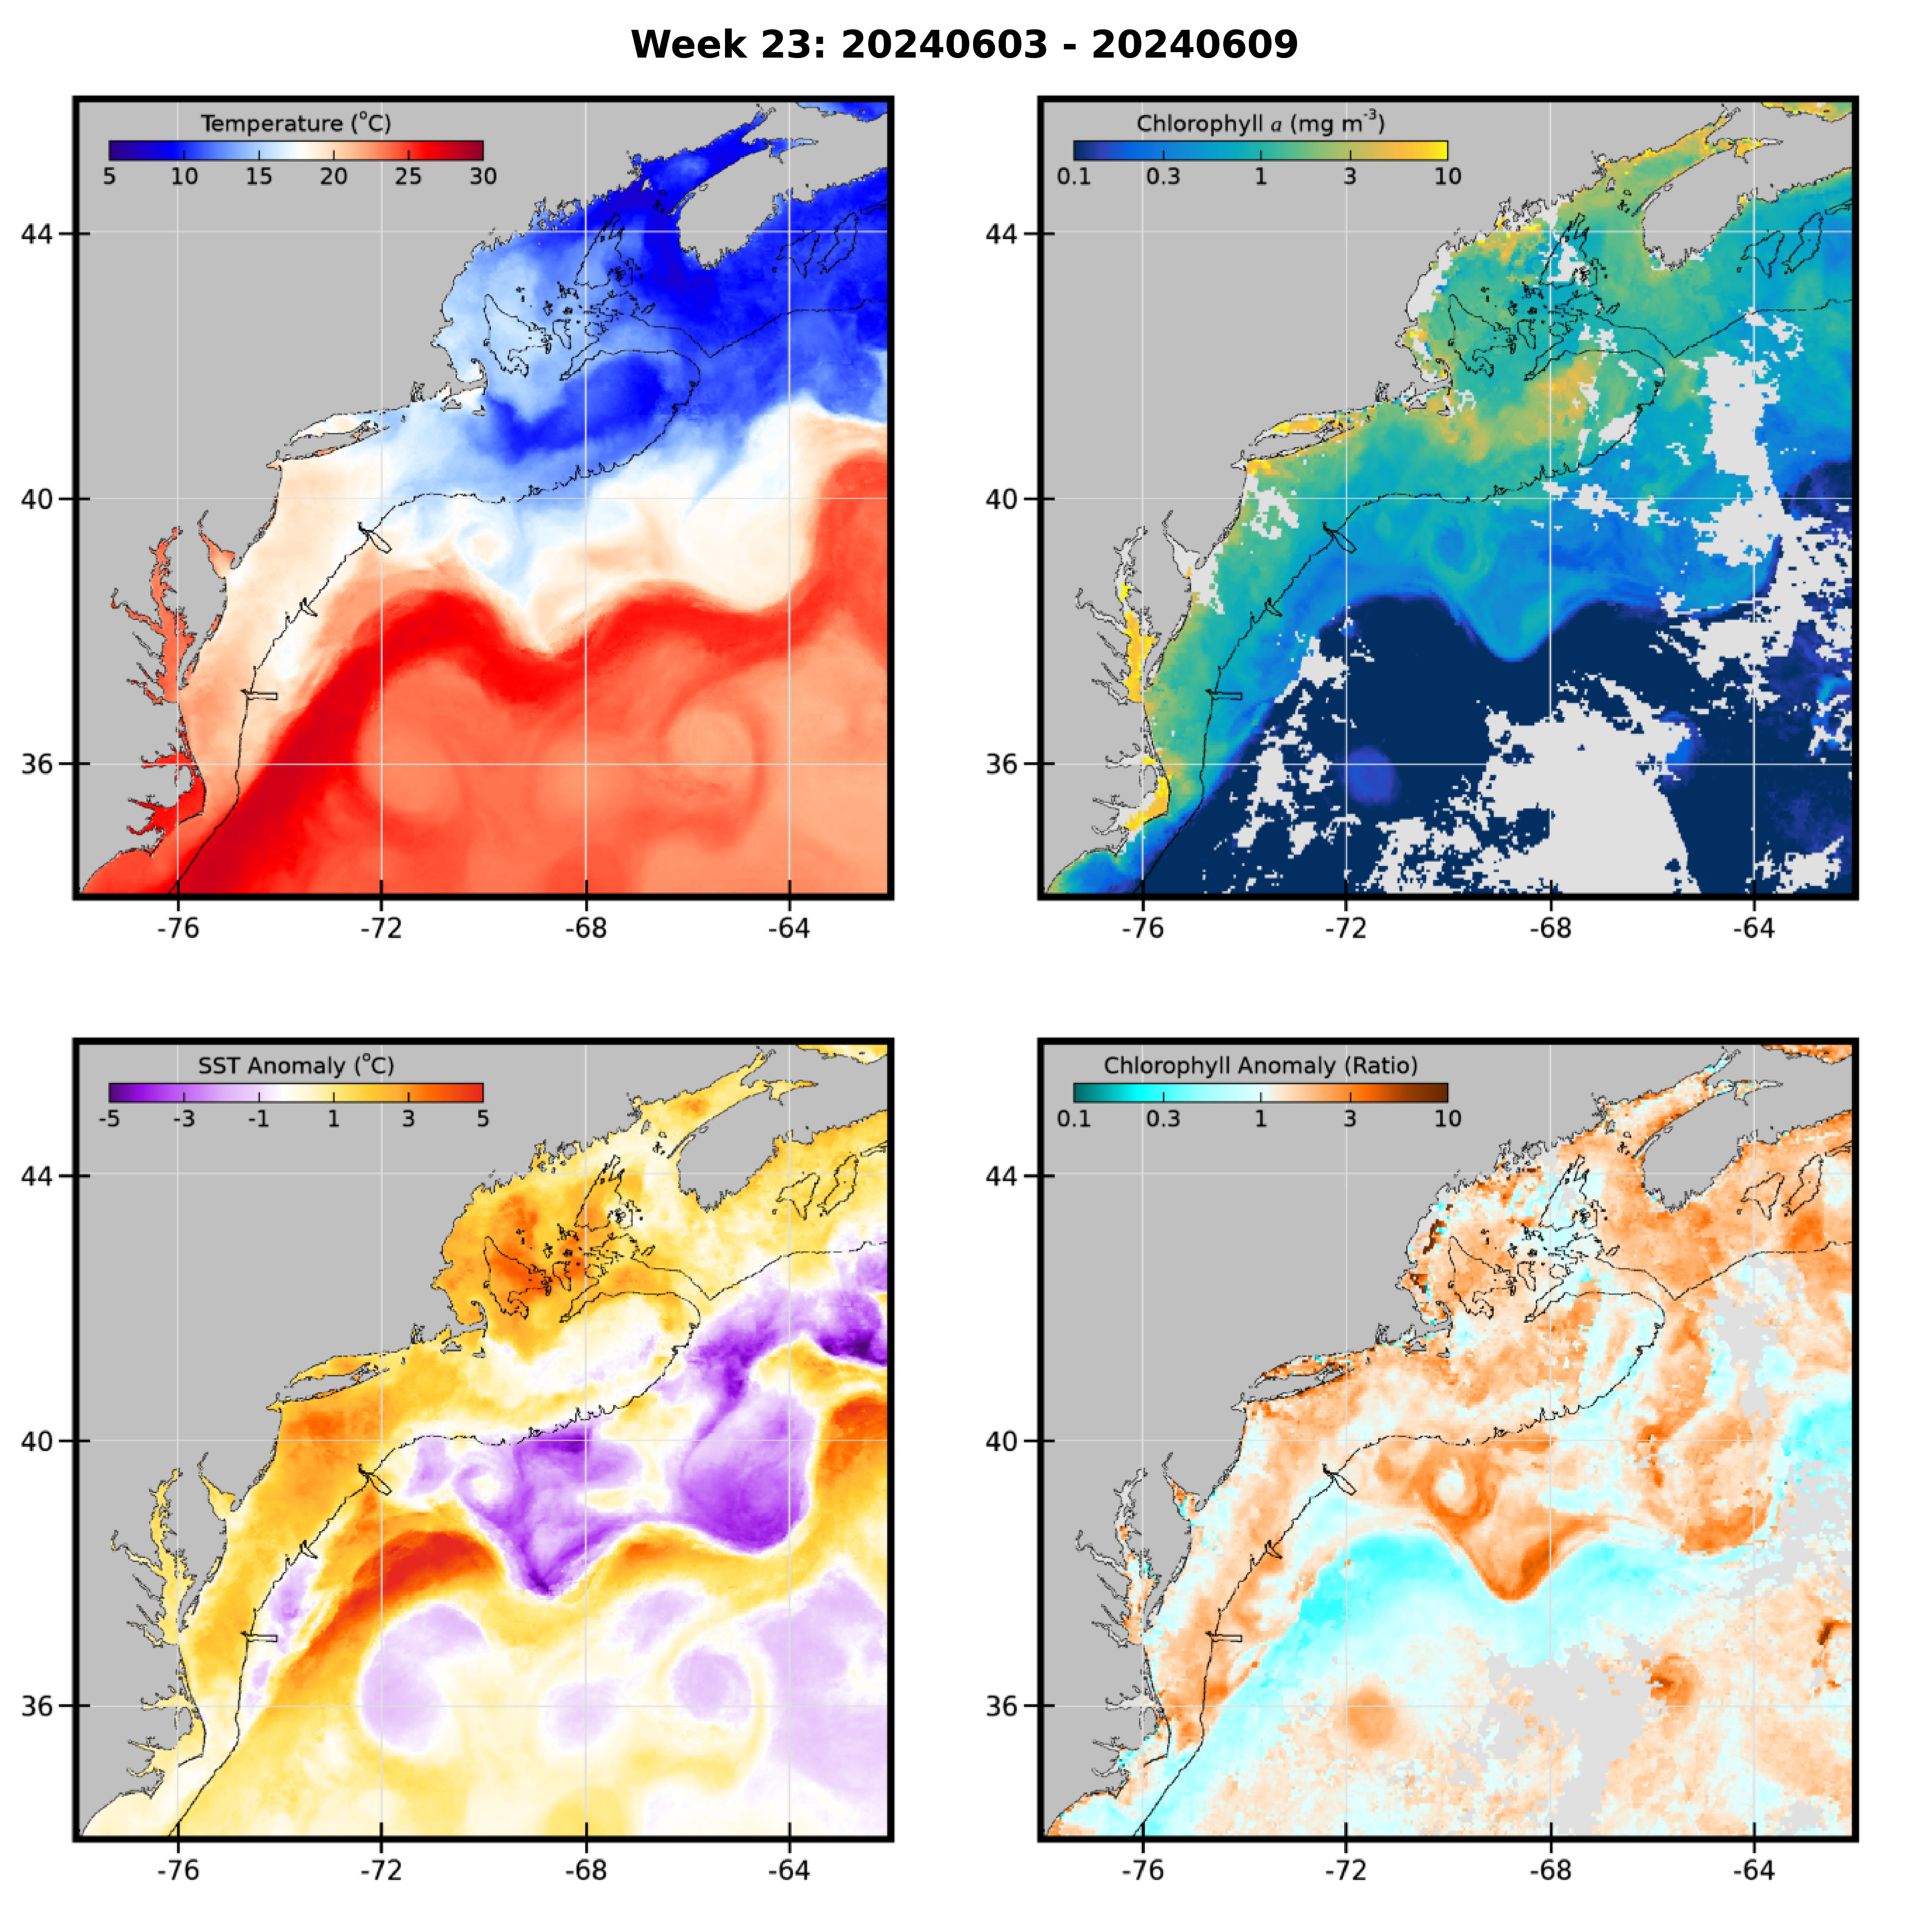 Week 23: 20240603 - 20240609
Temperature (°C)
5 10 15 20 25 30
44
40
36
-76 -72 -68 -64
Chlorophyll a (mg m⁻³)
0.1 0.3 1 3 10
44
40
36
-76 -72 -68 -64
SST Anomaly (°C)
-5 -3 -1 1 3 5
44
40
36
-76 -72 -68 -64
Chlorophyll Anomaly (Ratio)
0.1 0.3 1 3 10
44
40
36
-76 -72 -68 -64